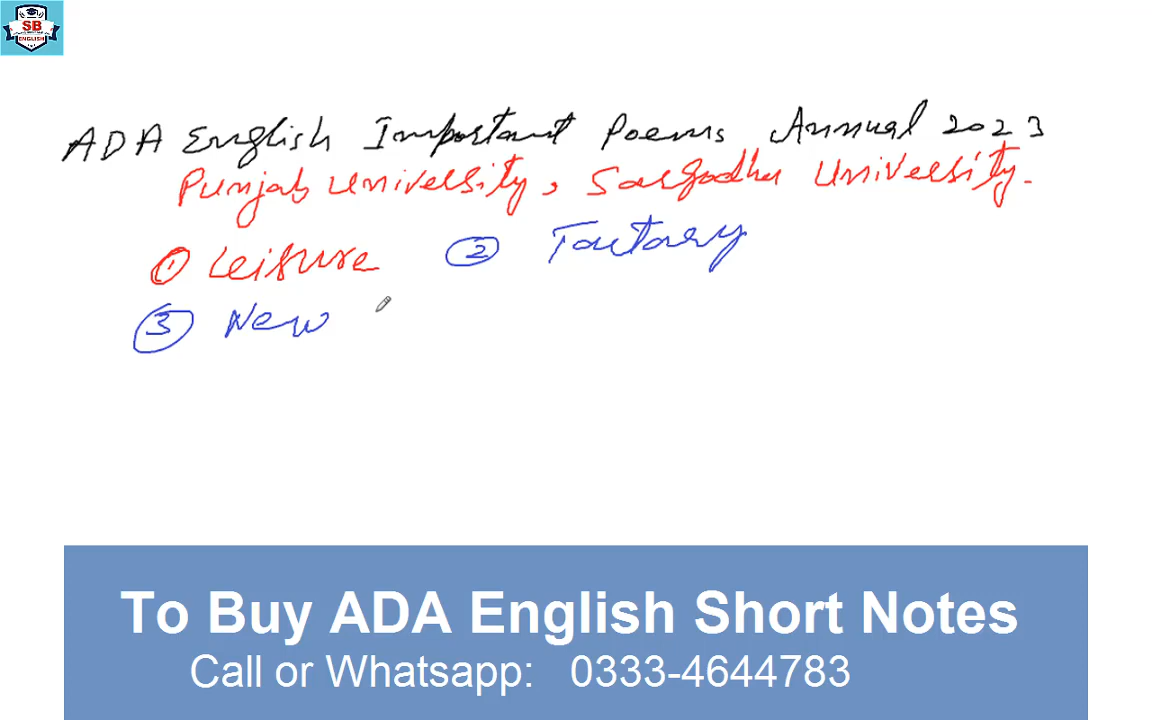 SB
ENGLISH
ADA English Important Poems Annual 2023
Punjab University, Sargodha University.
① Leisure ② Tartary
③ New
To Buy ADA English Short Notes
Call or Whatsapp: 0333-4644783